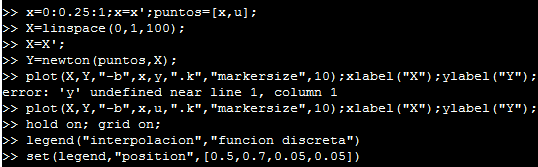 >> x=0:0.25:1;x=x';puntos=[x,u];
>> X=linspace(0,1,100);
>> X=X';
>> Y=newton(puntos,X);
>> plot(X,Y,"-b",x,y,".k","markersize",10);xlabel("X");ylabel("Y");
error: 'y' undefined near line 1, column 1
>> plot(X,Y,"-b",x,u,".k","markersize",10);xlabel("X");ylabel("Y");
>> hold on; grid on;
>> legend("interpolacion","funcion discreta")
>> set(legend,"position",[0.5,0.7,0.05,0.05])